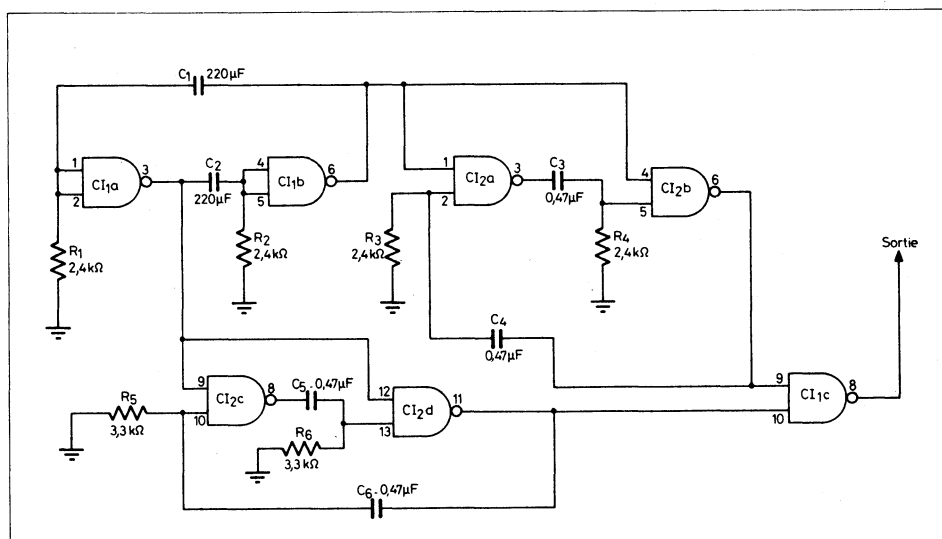 C1 220µF
1
2
CI1a
3
C2
220µF
4
5
CI1b
6
1
2
CI2a
3
C3
0,47µF
4
5
CI2b
6
R1
2,4kΩ
R2
2,4kΩ
R3
2,4kΩ
R4
2,4kΩ
Sortie
C4
0,47µF
9
10
CI2c
8
C5-0,47µF
12
13
CI2d
11
9
10
CI1c
8
R5
3,3kΩ
R6
3,3kΩ
C6-0,47µF